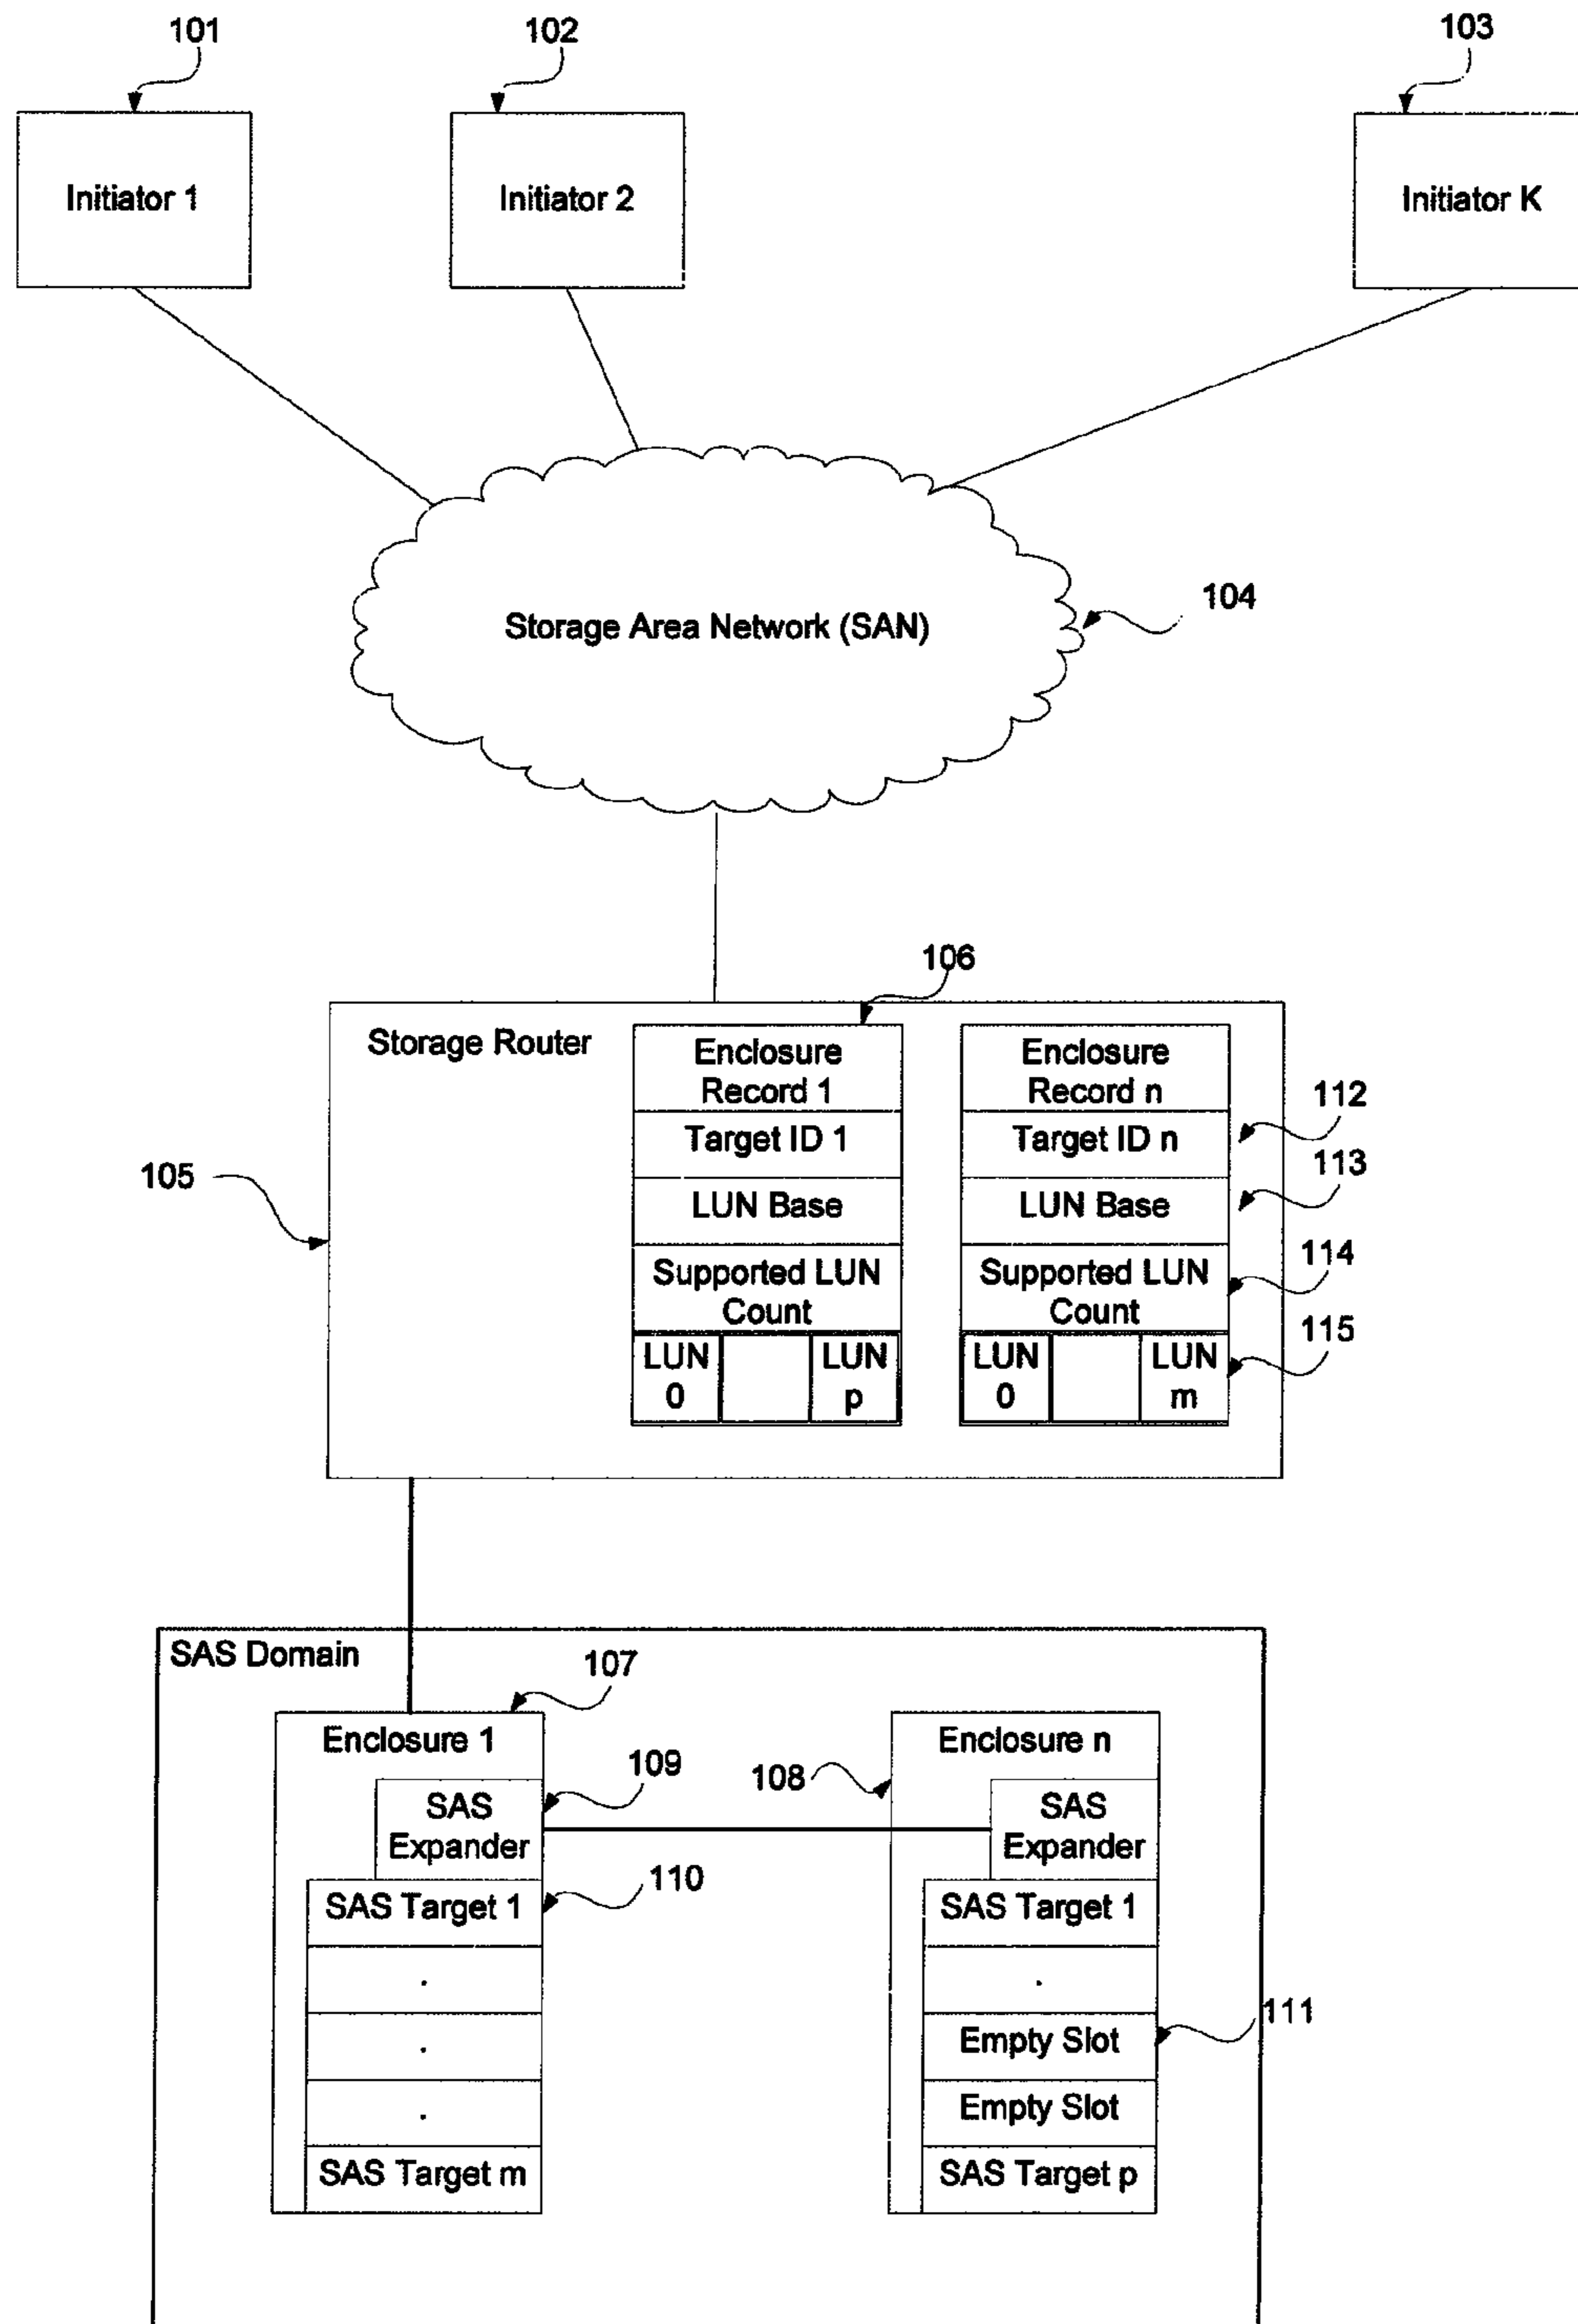 101
102
103
Initiator 1
Initiator 2
Initiator K
104
Storage Area Network (SAN)
106
Storage Router
Enclosure
Record 1
Enclosure
Record n
112
Target ID 1
Target ID n
113
105
LUN Base
LUN Base
114
Supported LUN
Count
Supported LUN
Count
115
LUN
0
LUN
p
LUN
0
LUN
m
SAS Domain
107
Enclosure 1
Enclosure n
109
108
SAS
Expander
SAS
Expander
110
SAS Target 1
SAS Target 1
.
.
111
.
Empty Slot
.
Empty Slot
SAS Target m
SAS Target p